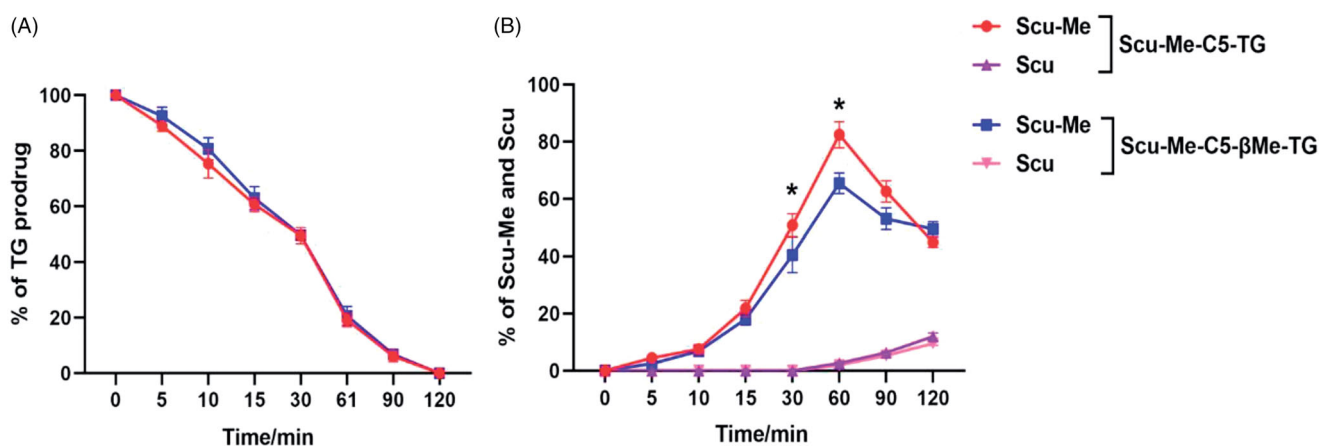 (A)
% of TG prodrug
100
80
60
40
20
0
0 5 10 15 30 61 90 120
Time/min
(B)
% of Scu-Me and Scu
100
80
60
40
20
0
* *
0 5 10 15 30 60 90 120
Time/min
Scu-Me
Scu
Scu-Me-C5-TG
Scu-Me
Scu
Scu-Me-C5-βMe-TG